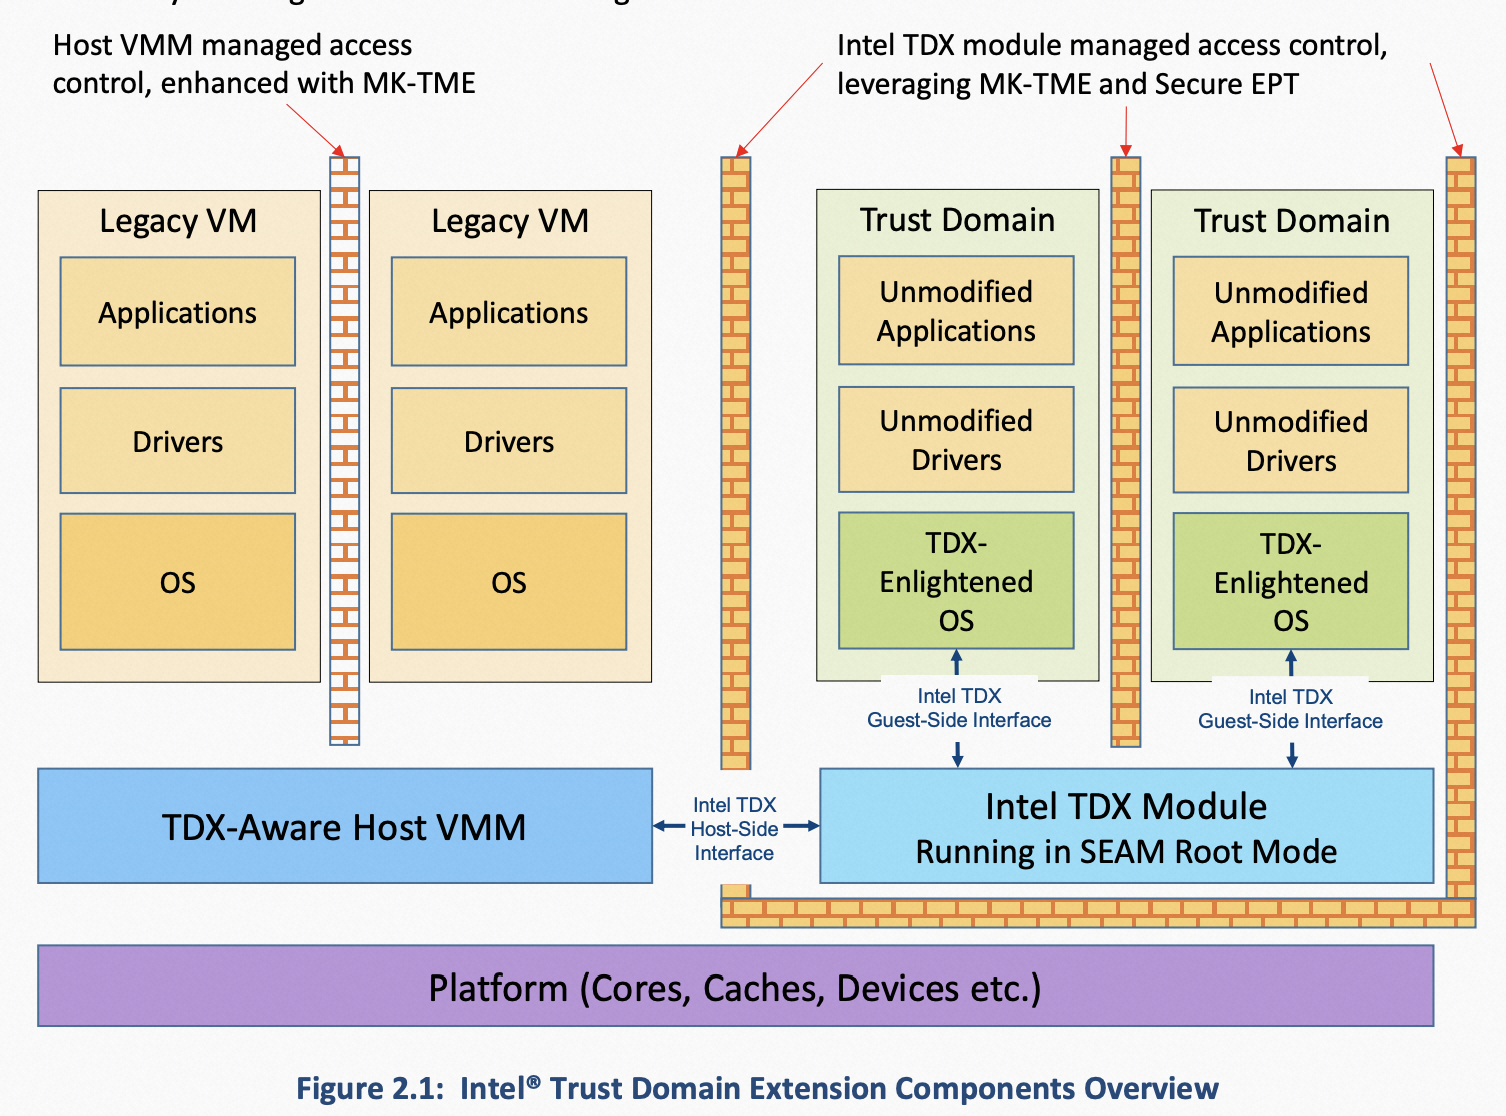 Host VMM managed access
control, enhanced with MK-TME
Intel TDX module managed access control,
leveraging MK-TME and Secure EPT
Legacy VM
Applications
Drivers
OS
Legacy VM
Applications
Drivers
OS
Trust Domain
Unmodified
Applications
Unmodified
Drivers
TDX-
Enlightened
OS
Trust Domain
Unmodified
Applications
Unmodified
Drivers
TDX-
Enlightened
OS
Intel TDX
Guest-Side Interface
Intel TDX
Guest-Side Interface
TDX-Aware Host VMM
Intel TDX
Host-Side
Interface
Intel TDX Module
Running in SEAM Root Mode
Platform (Cores, Caches, Devices etc.)
Figure 2.1:  Intel® Trust Domain Extension Components Overview